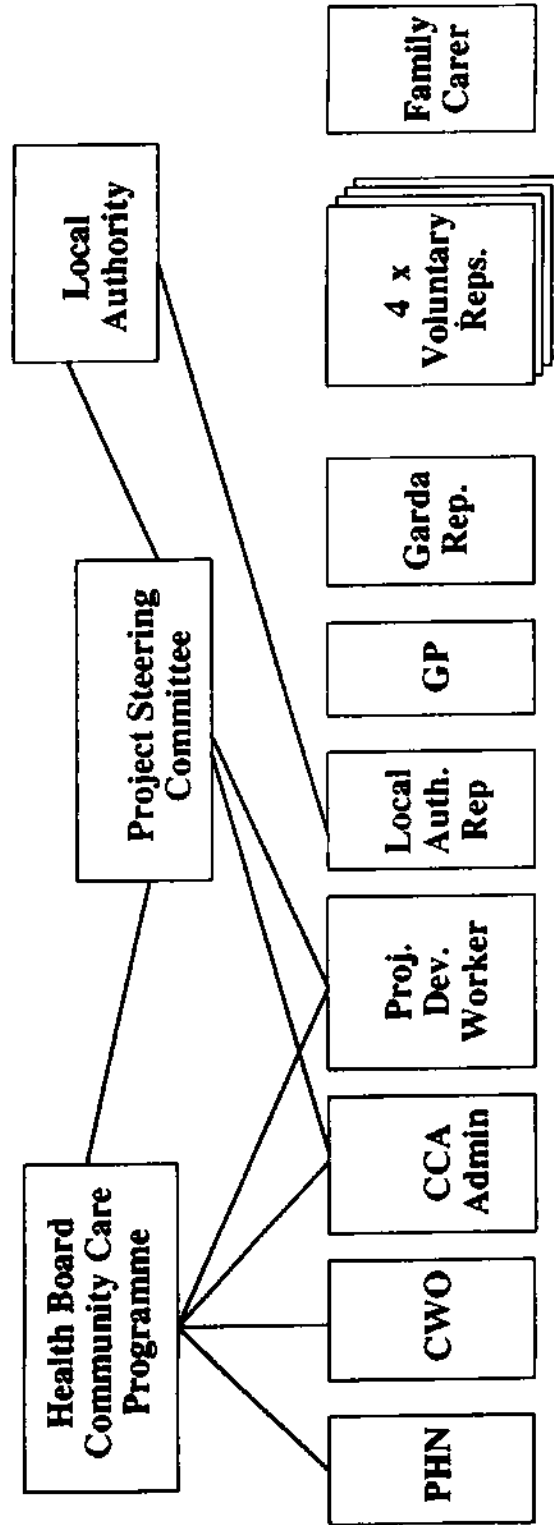 Health Board
Community Care
Programme
Project Steering
Committee
Local
Authority
PHN
CWO
CCA
Admin
Proj.
Dev.
Worker
Local
Auth.
Rep
GP
Garda
Rep.
4 x
Voluntary
Reps.
Family
Carer